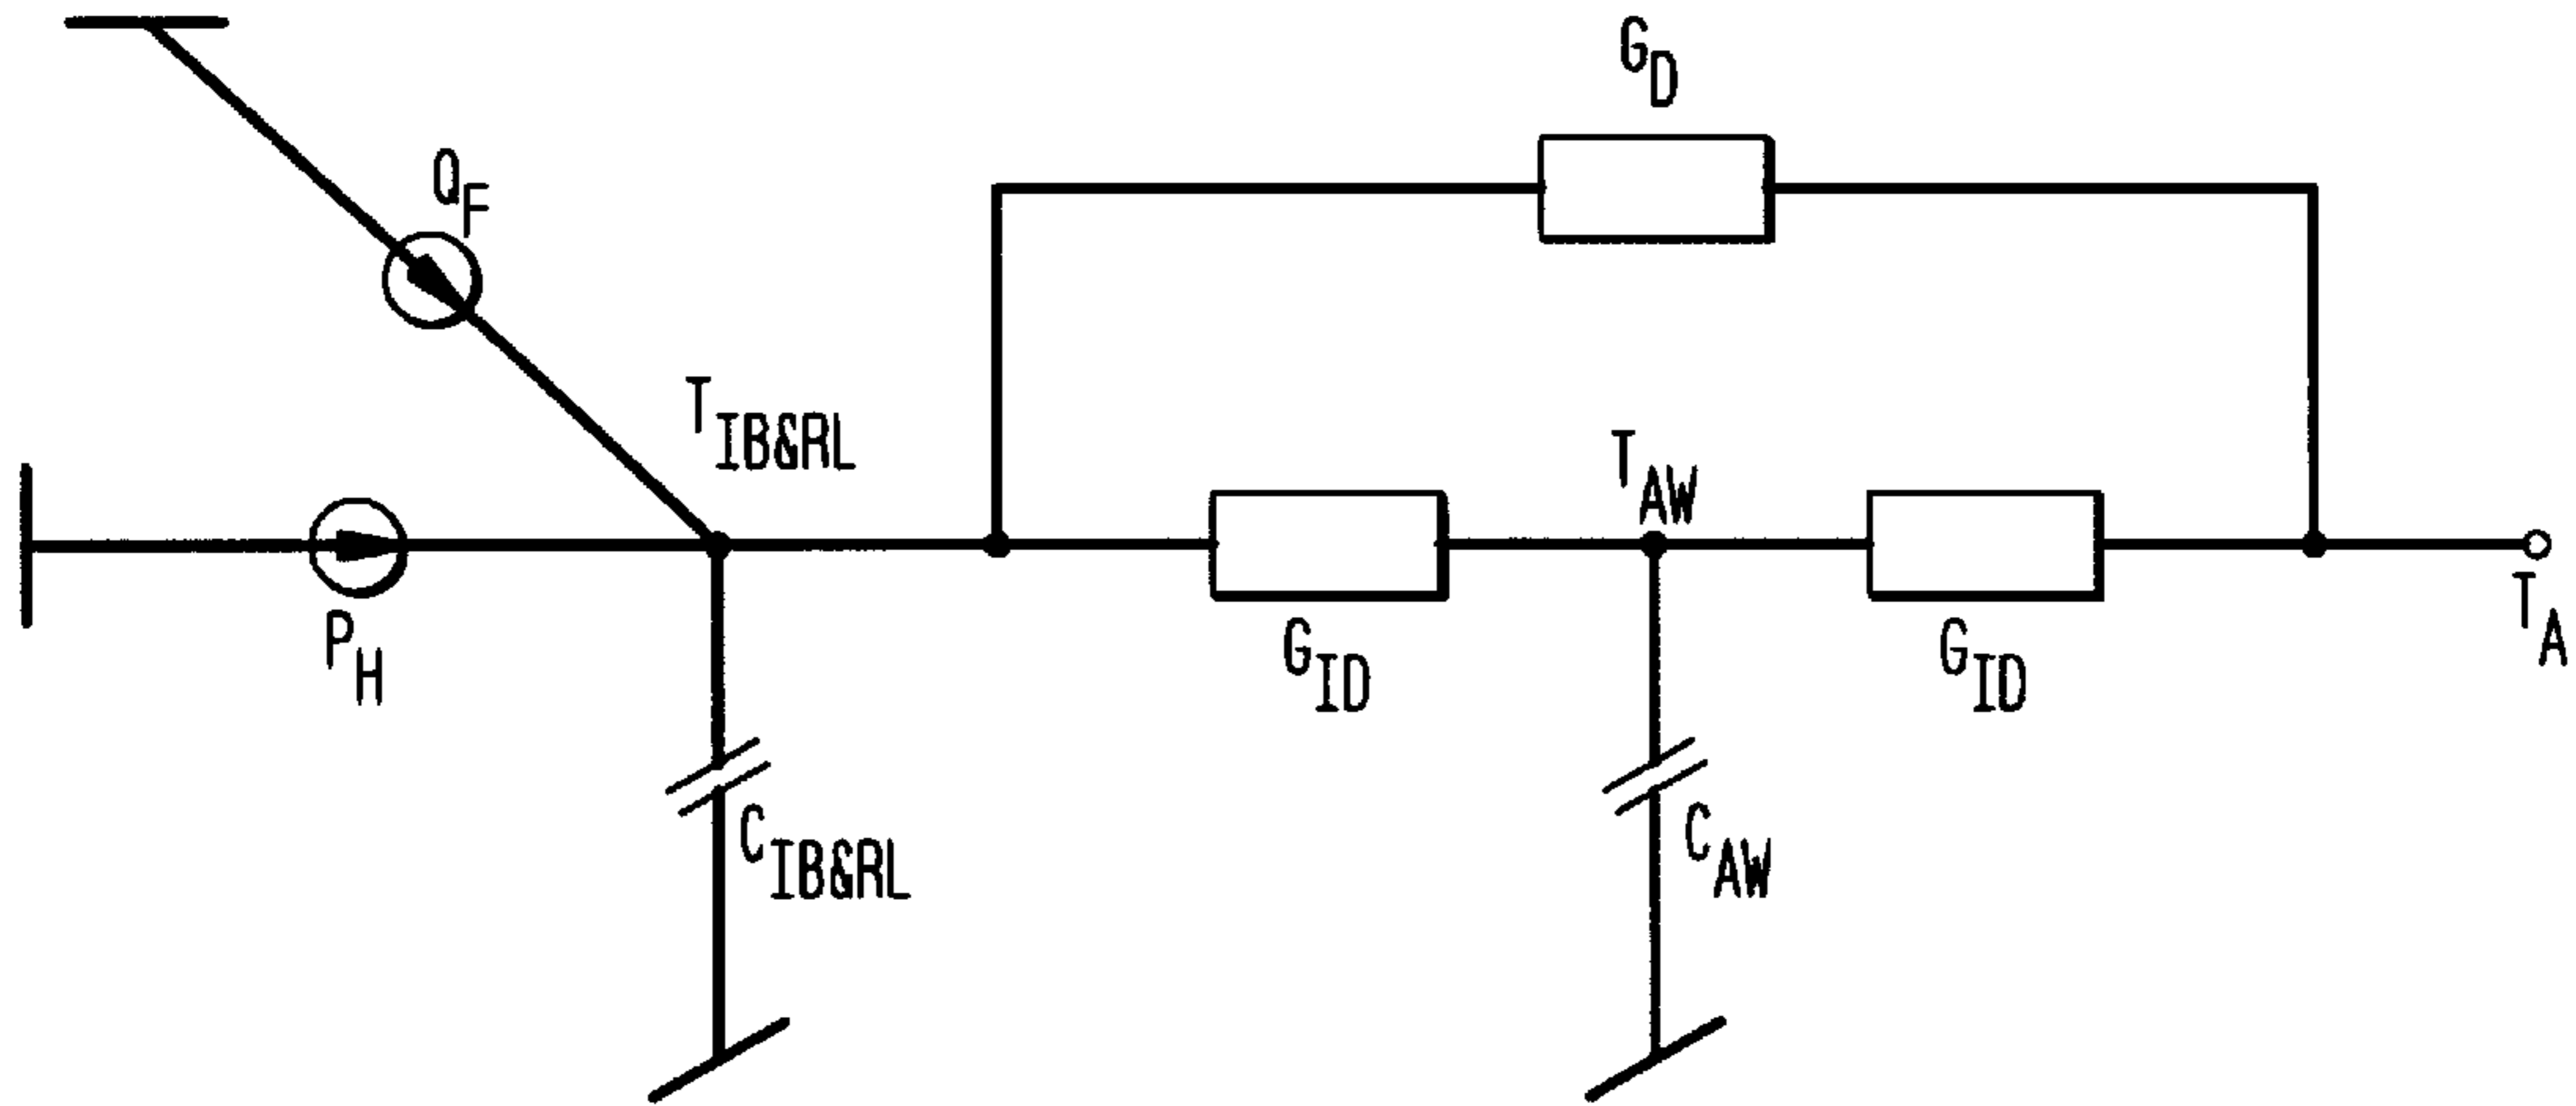 G_D
Q_F
T_IB&RL
T_AW
P_H
G_ID
G_ID
T_A
C_IB&RL
C_AW